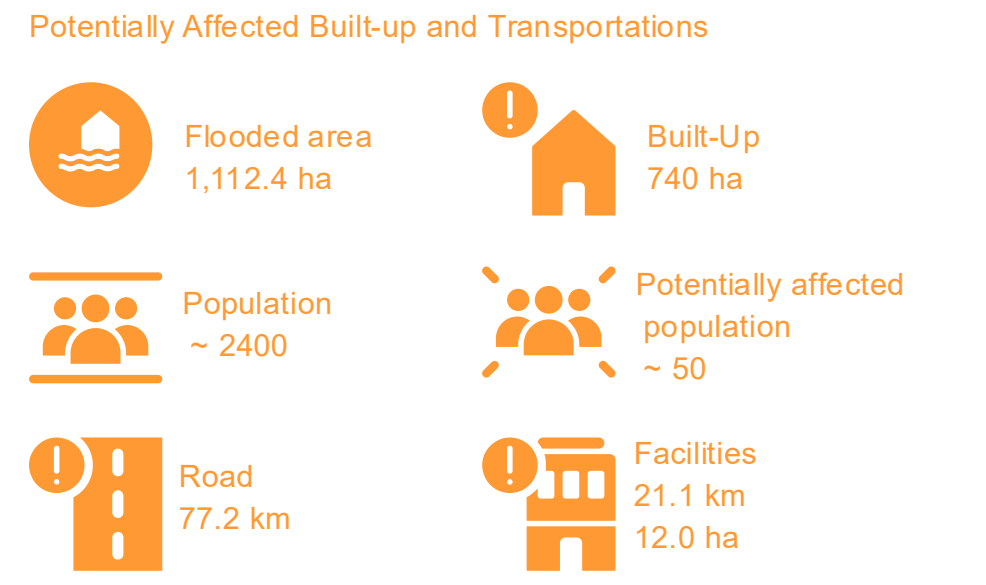 Potentially Affected Built-up and Transportations
Flooded area
1,112.4 ha
Built-Up
740 ha
Population
~ 2400
Potentially affected
population
~ 50
Road
77.2 km
Facilities
21.1 km
12.0 ha